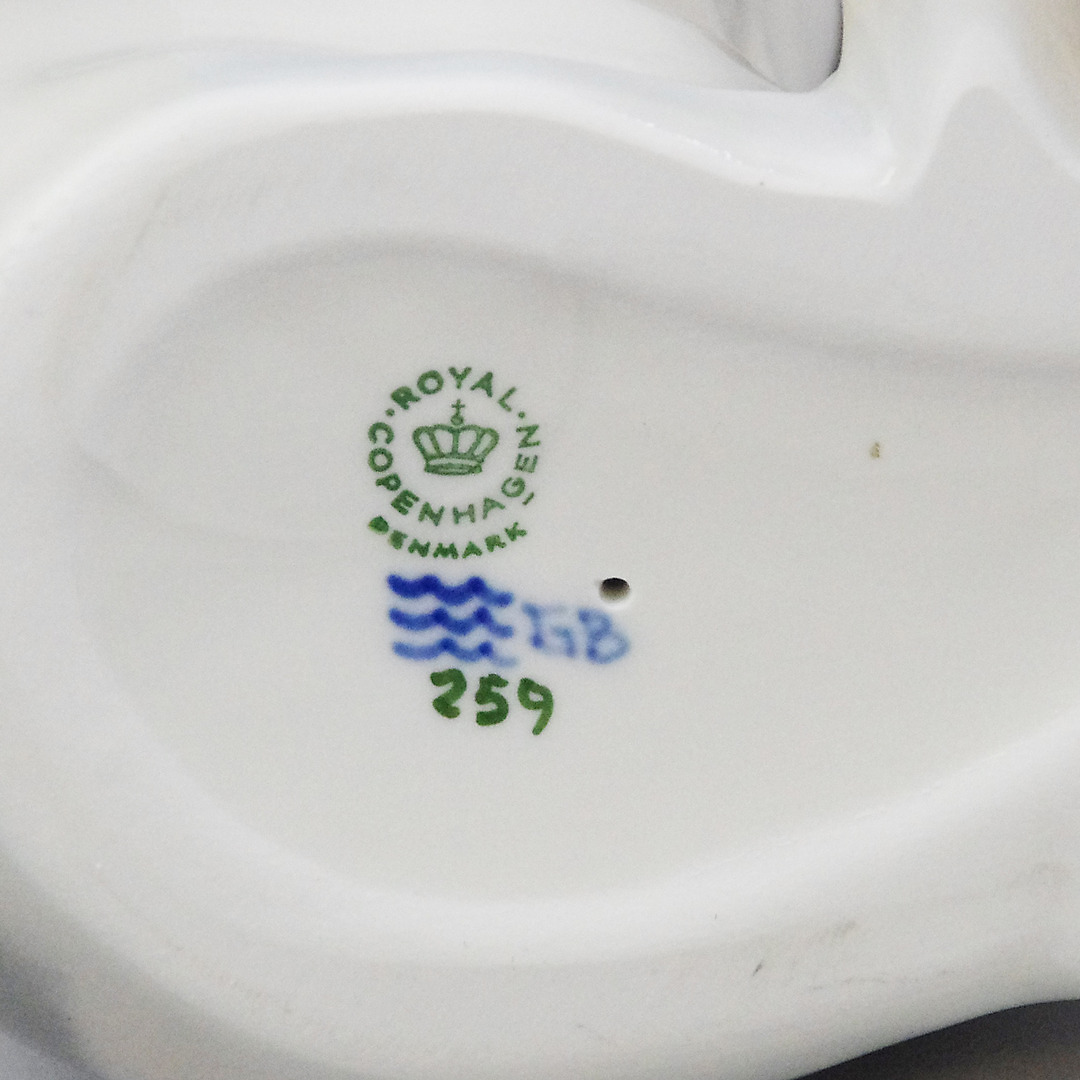 ROYAL
COPENHAGEN
DENMARK
GB
259